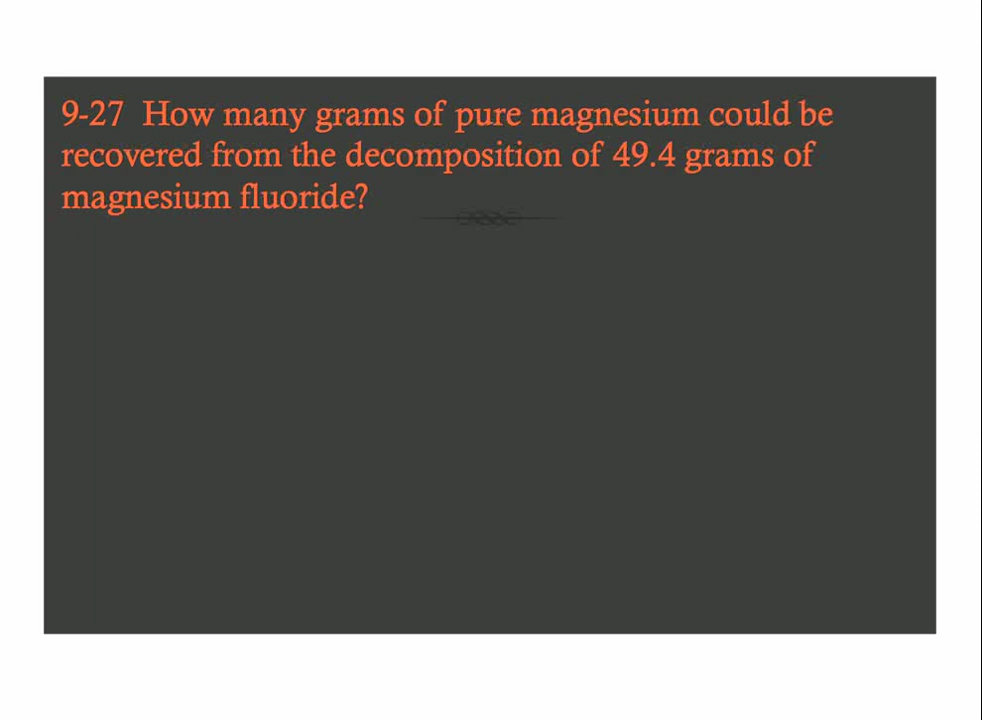 9-27 How many grams of pure magnesium could be
recovered from the decomposition of 49.4 grams of
magnesium fluoride?